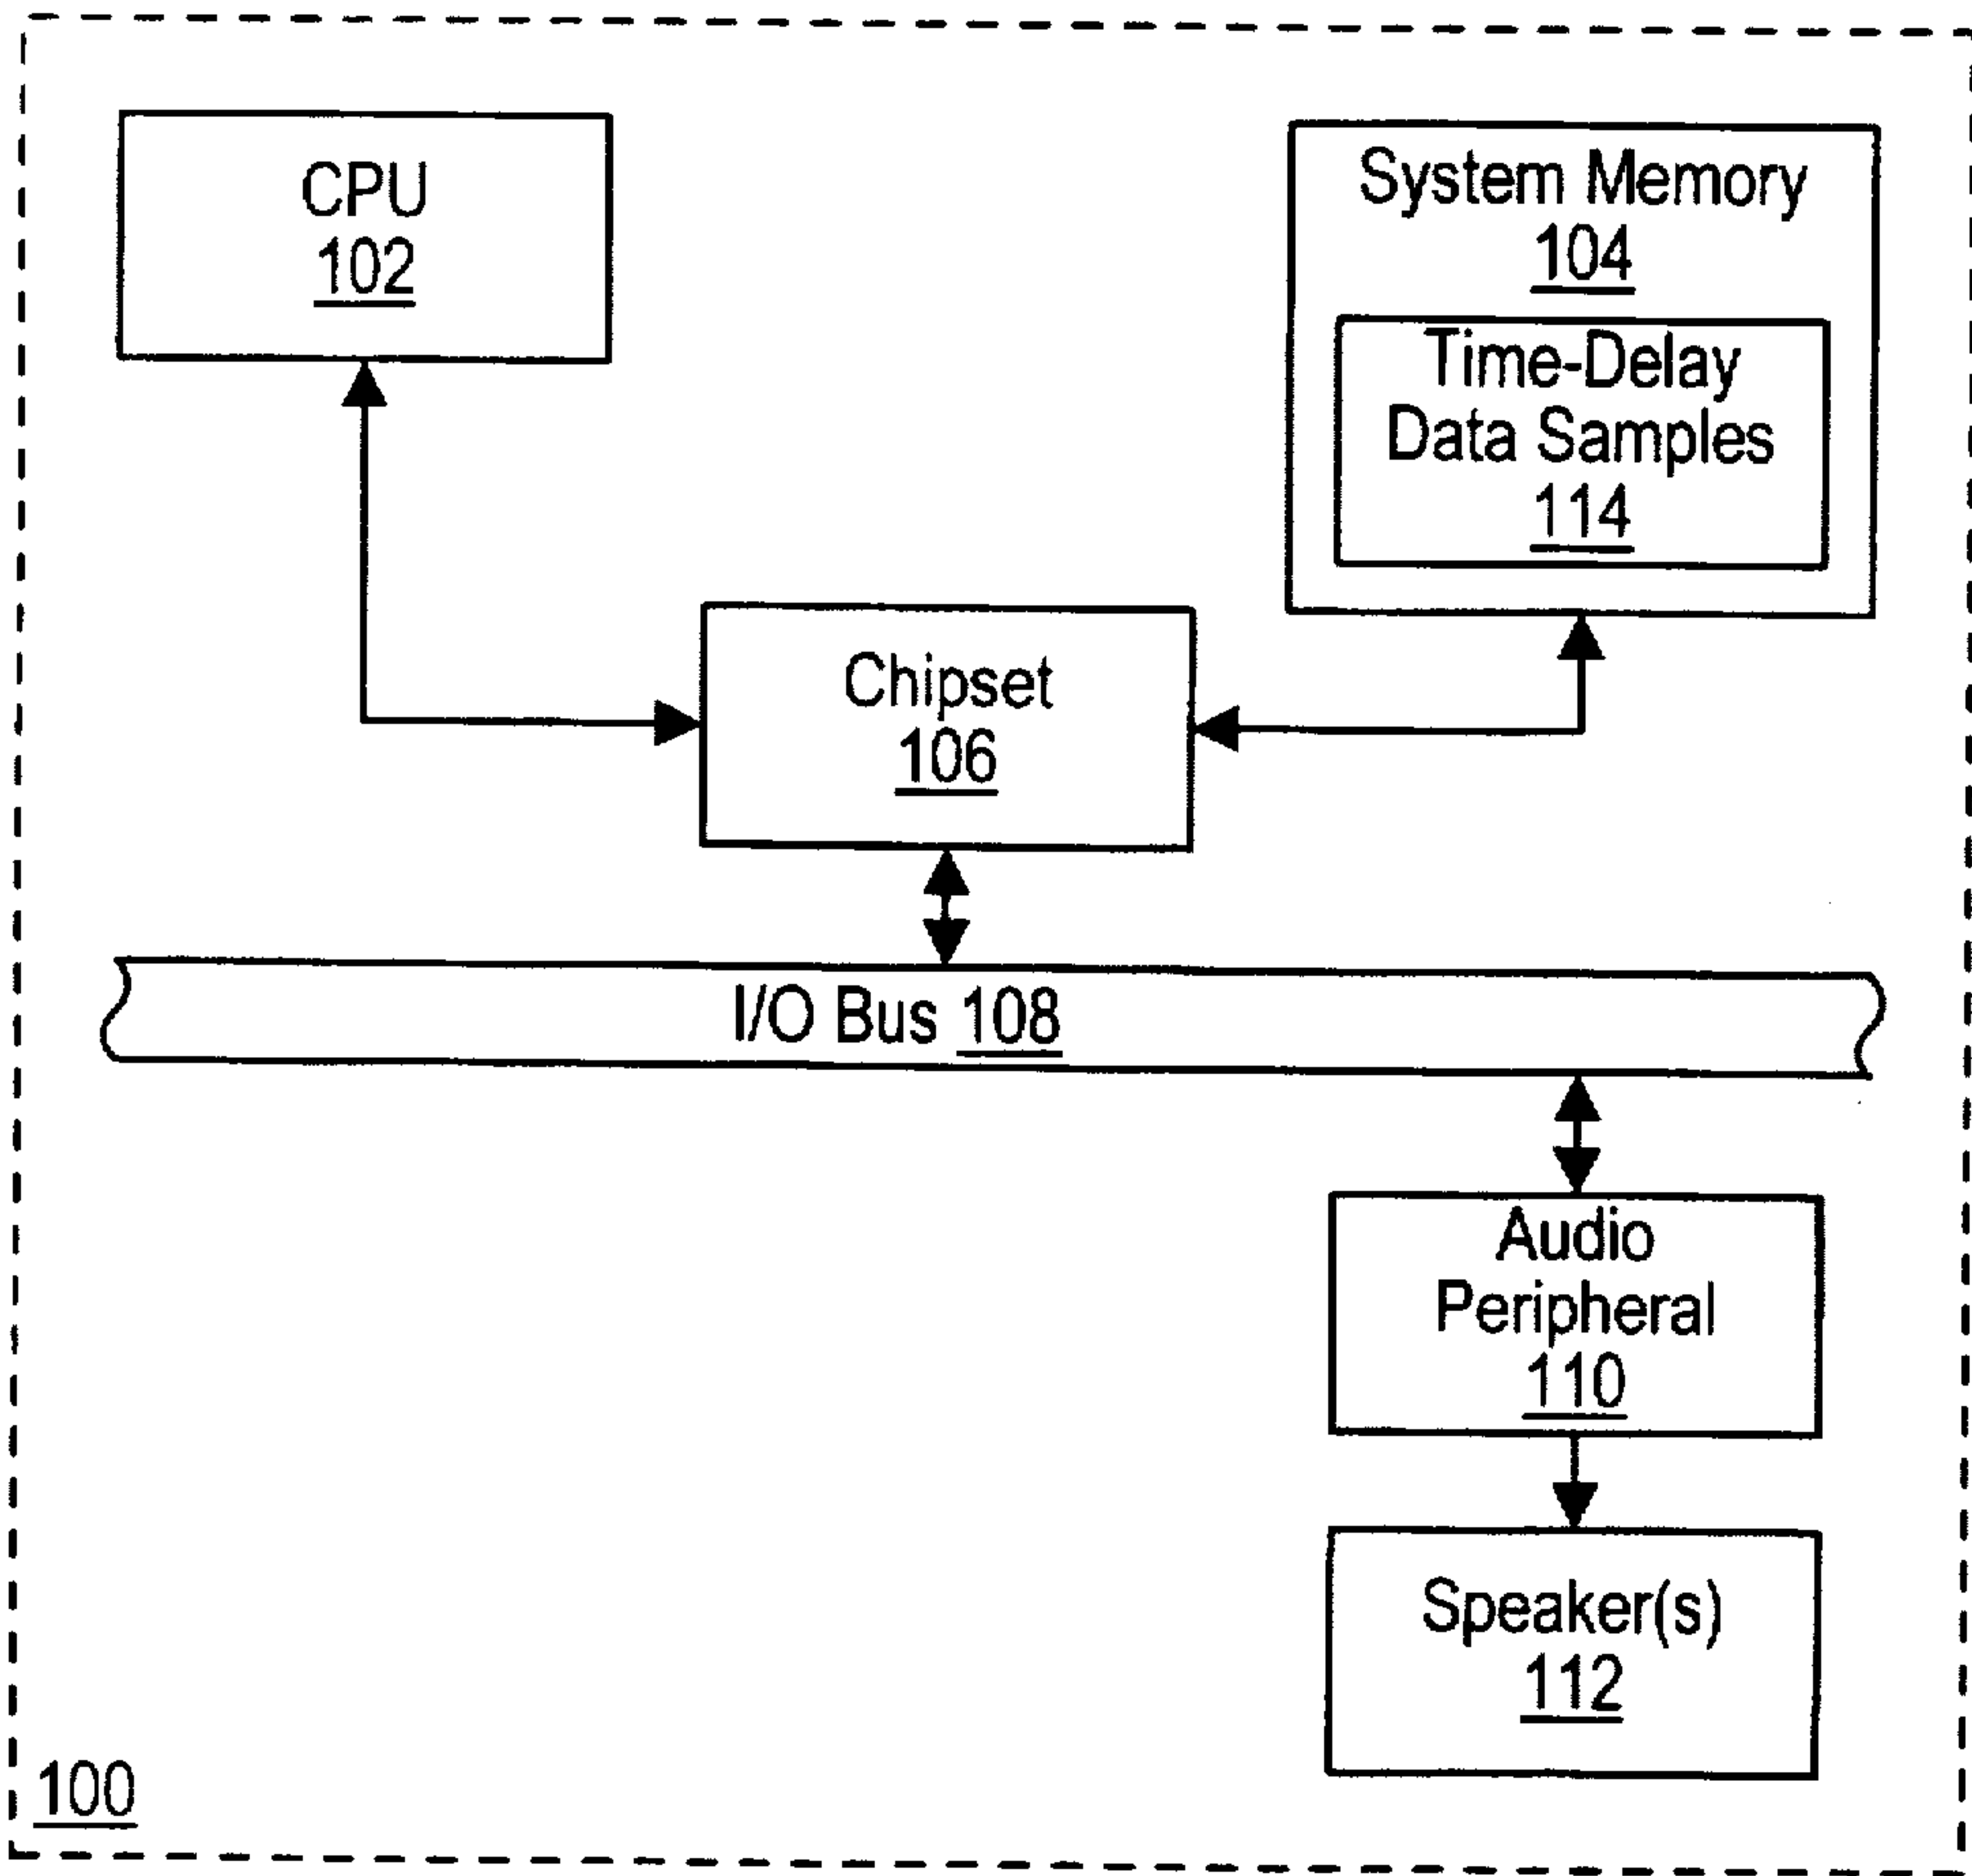 CPU
102
System Memory
104
Time-Delay
Data Samples
114
Chipset
106
I/O Bus 108
Audio
Peripheral
110
Speaker(s)
112
100